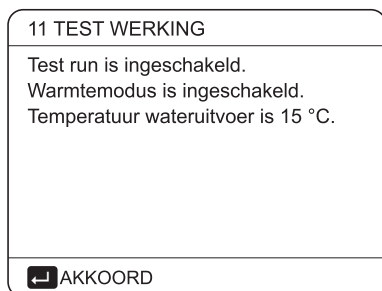 11 TEST WERKING
Test run is ingeschakeld.
Warmtemodus is ingeschakeld.
Temperatuur wateruitvoer is 15 °C.
AKKOORD